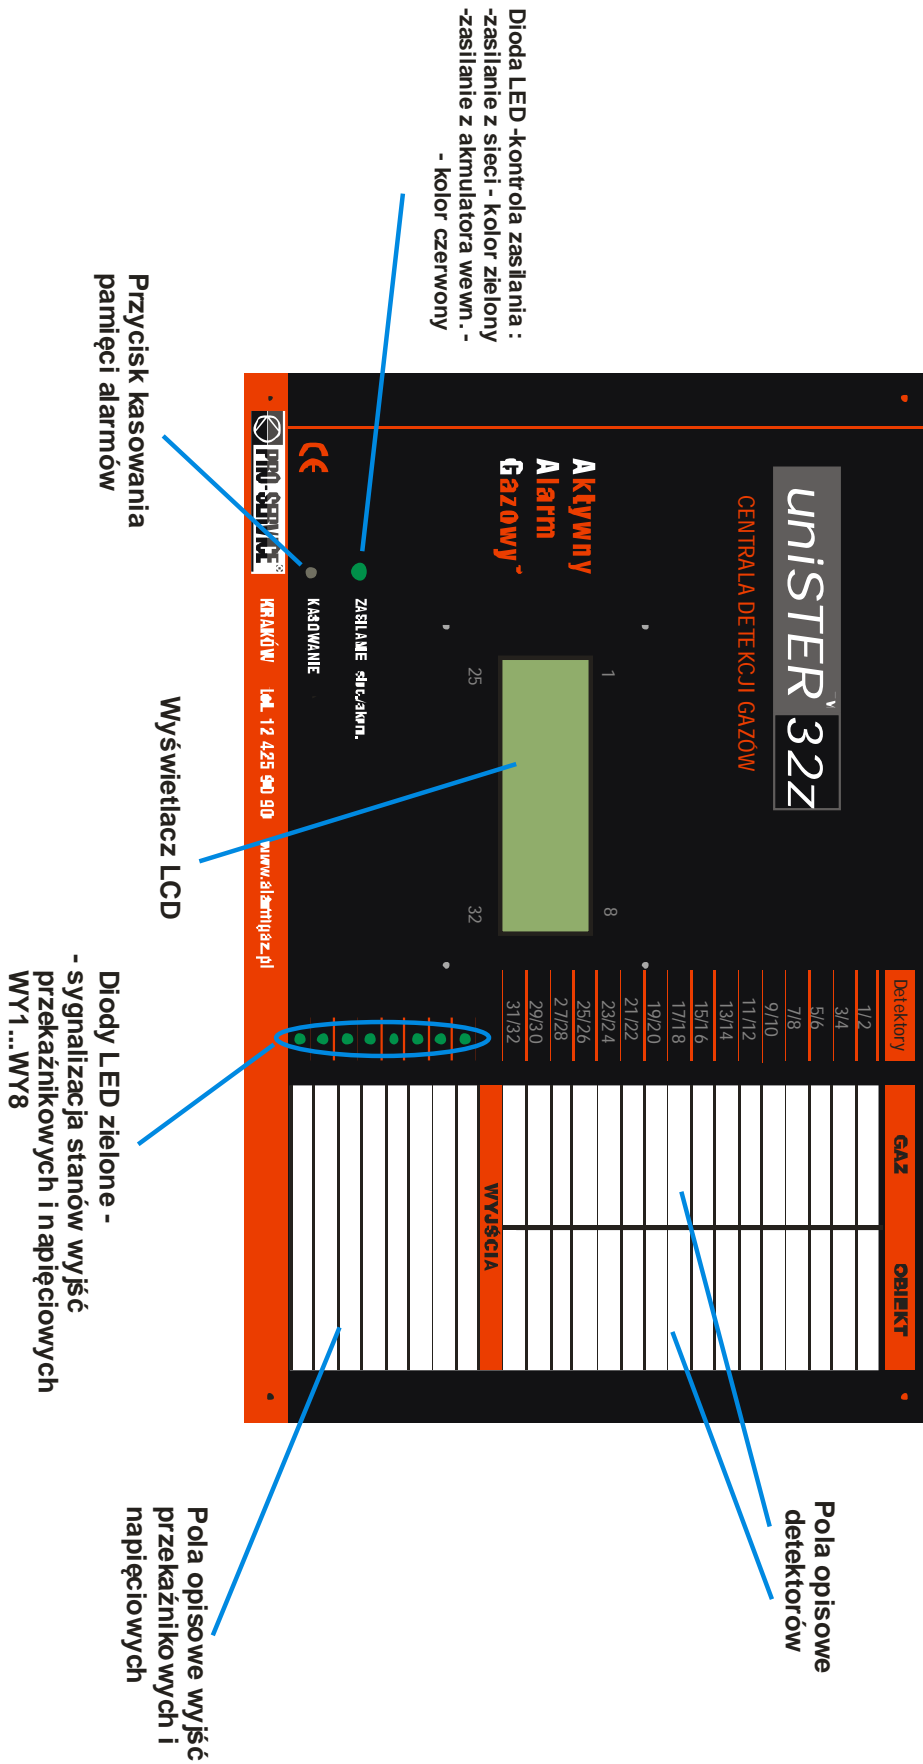 uniSTER™ 32z
CENTRALA DETEKCJI GAZÓW
Aktywny
Alarm
Gazowy™
1
8
25
32
ZASILANIE siec/akm.
KASOWANIE
CE
PRO-SERVICE®
KRAKÓW tel. 12 425 90 90 www.alarmgaz.pl
Detektory
GAZ
OBIEKT
1/2
3/4
5/6
7/8
9/10
11/12
13/14
15/16
17/18
19/20
21/22
23/24
25/26
27/28
29/30
31/32
WYJŚCIA
Dioda LED -kontrola zasilania :
-zasilanie z sieci - kolor zielony
-zasilanie z akmulatora wewn. -
- kolor czerwony
Przycisk kasowania
pamięci alarmów
Wyświetlacz LCD
Diody LED zielone -
- sygnalizacja stanów wyjść
przekaźnikowych i napięciowych
WY1...WY8
Pola opisowe wyjść
przekaźnikowych i
napięciowych
Pola opisowe
detektorów